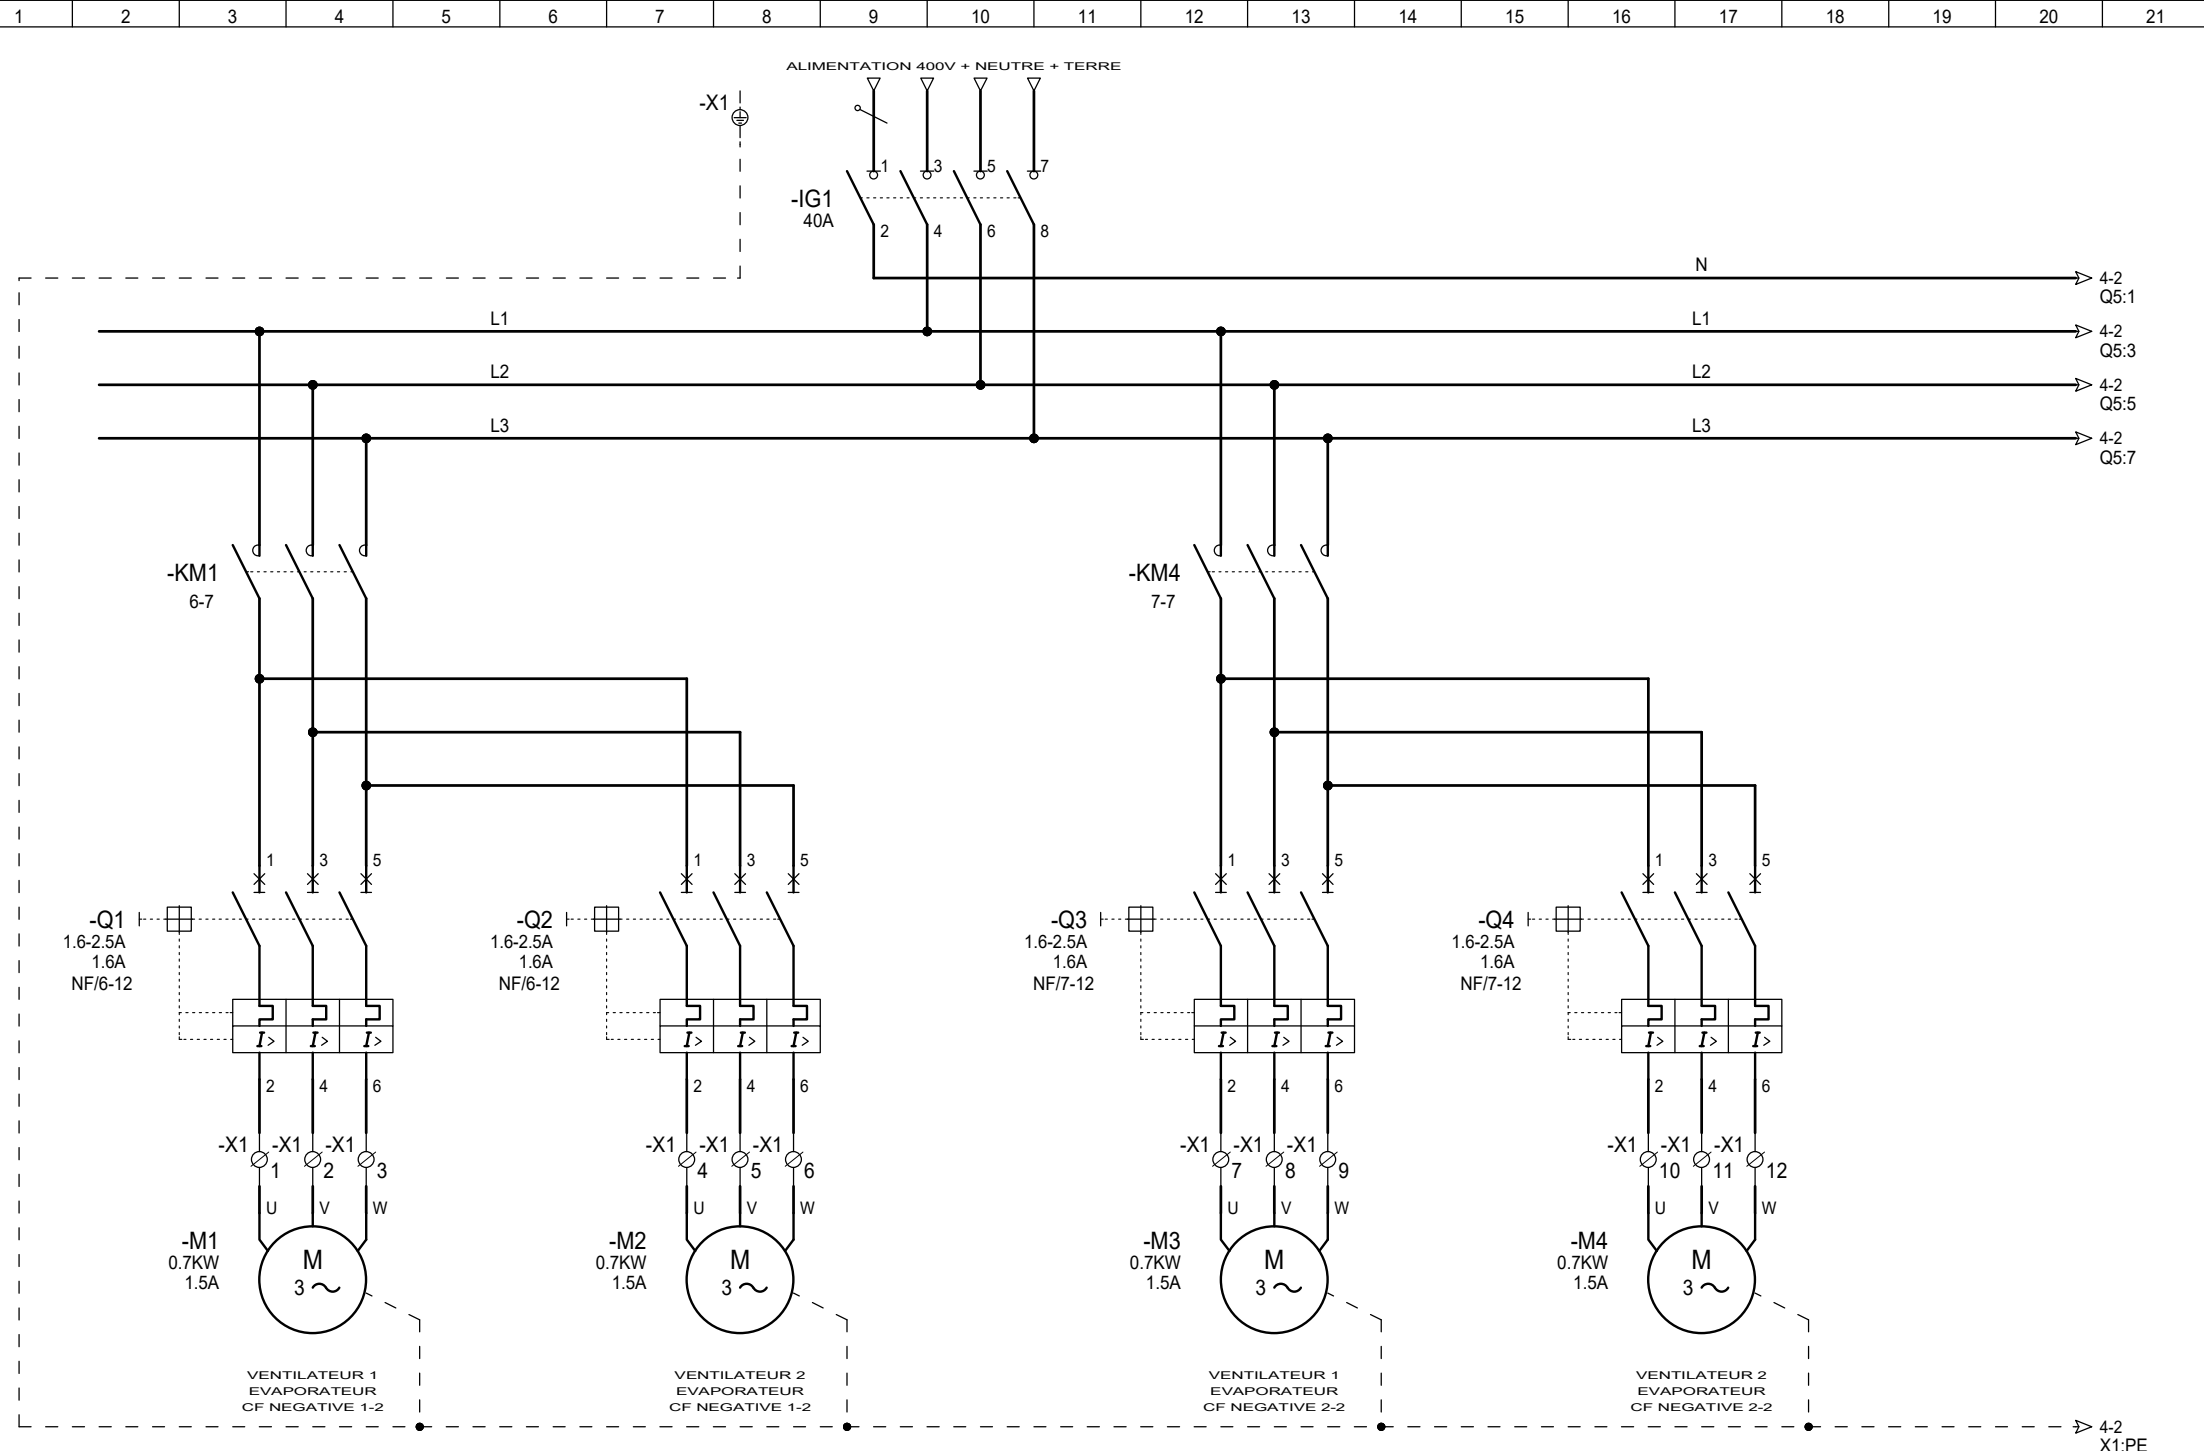 1 2 3 4 5 6 7 8 9 10 11 12 13 14 15 16 17 18 19 20 21
ALIMENTATION 400V + NEUTRE + TERRE
-X1
1 3 5 7
-IG1
40A
2 4 6 8
N
4-2
Q5:1
L1 L1
4-2
Q5:3
L2 L2
4-2
Q5:5
L3 L3
4-2
Q5:7
-KM1
6-7
-KM4
7-7
1 3 5 1 3 5 1 3 5 1 3 5
-Q1
1.6-2.5A
1.6A
NF/6-12
-Q2
1.6-2.5A
1.6A
NF/6-12
-Q3
1.6-2.5A
1.6A
NF/7-12
-Q4
1.6-2.5A
1.6A
NF/7-12
I> I> I> I> I> I> I> I> I> I> I> I>
2 4 6 2 4 6 2 4 6 2 4 6
-X1 -X1 -X1 -X1 -X1 -X1 -X1 -X1 -X1 -X1 -X1 -X1
1 2 3 4 5 6 7 8 9 10 11 12
U V W U V W U V W U V W
-M1
0.7KW
1.5A
M
3
-M2
0.7KW
1.5A
M
3
-M3
0.7KW
1.5A
M
3
-M4
0.7KW
1.5A
M
3
VENTILATEUR 1
EVAPORATEUR
CF NEGATIVE 1-2
VENTILATEUR 2
EVAPORATEUR
CF NEGATIVE 1-2
VENTILATEUR 1
EVAPORATEUR
CF NEGATIVE 2-2
VENTILATEUR 2
EVAPORATEUR
CF NEGATIVE 2-2
4-2
X1:PE